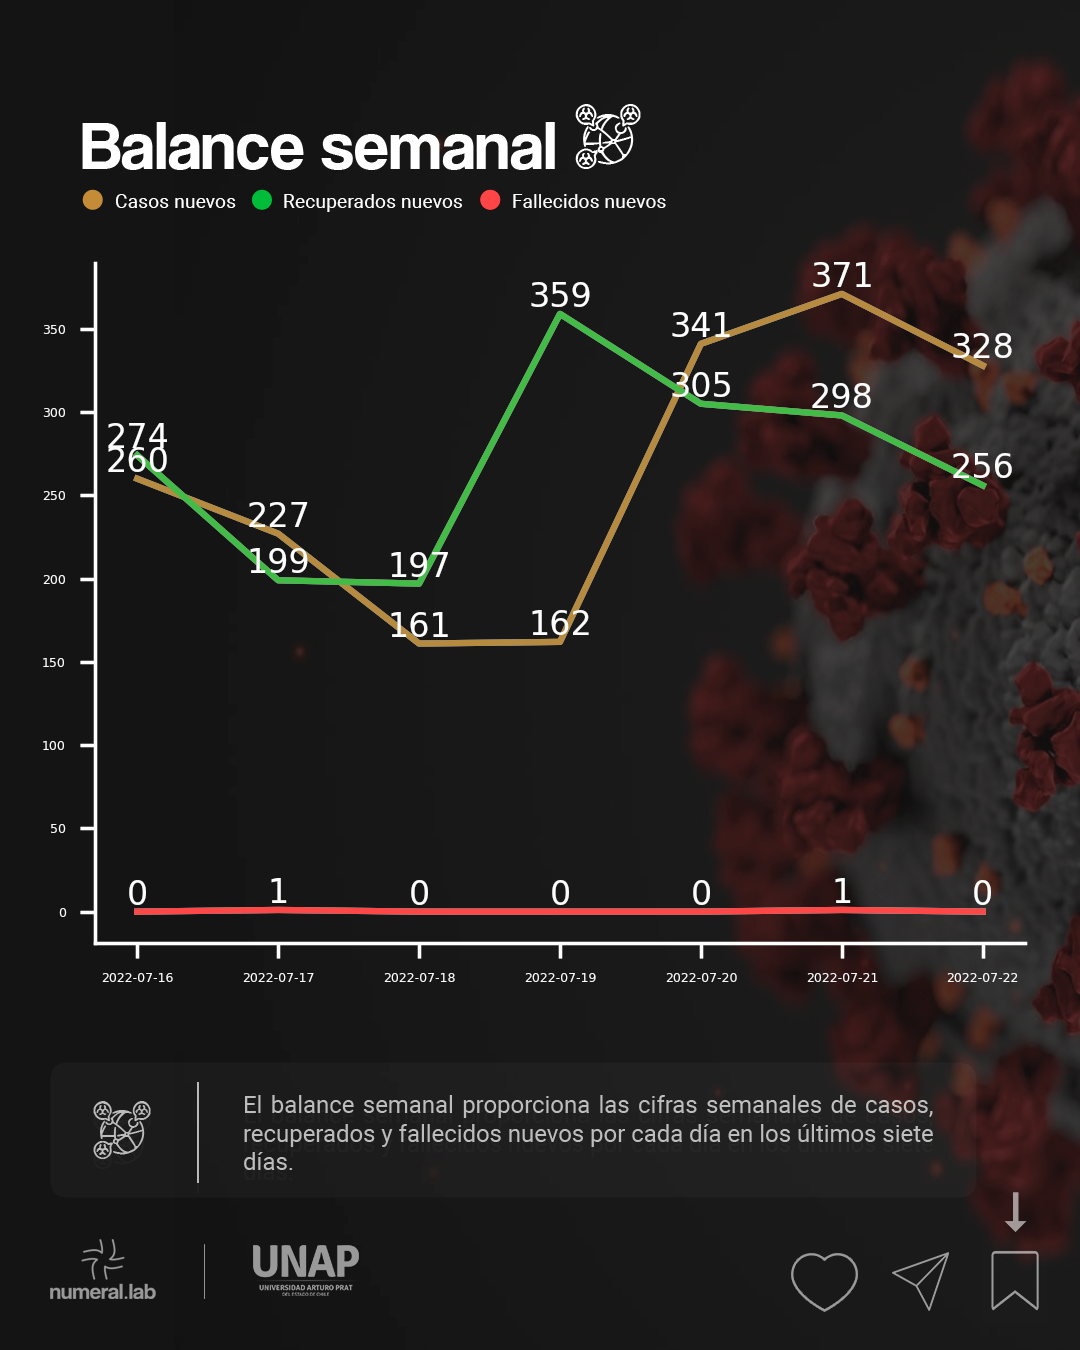 Balance semanal
Casos nuevos Recuperados nuevos Fallecidos nuevos
371
359
341
350
328
305
298
300
274
260
256
250
227
199
197
200
161
162
150
100
50
0 1 0 0 0 1 0
0
2022-07-16 2022-07-17 2022-07-18 2022-07-19 2022-07-20 2022-07-21 2022-07-22
El balance semanal proporciona las cifras semanales de casos,
recuperados y fallecidos nuevos por cada día en los últimos siete
días.
numeral.lab
UNAP
UNIVERSIDAD ARTURO PRAT
DEL ESTADO DE CHILE